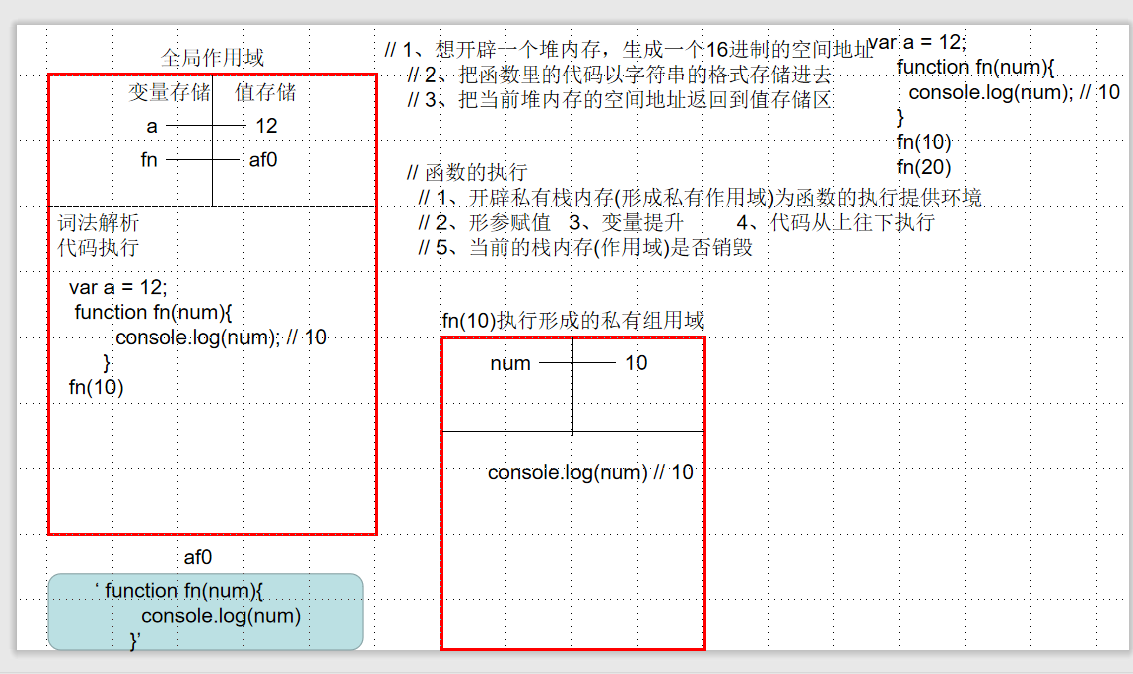 全局作用域
变量存储 值存储
a 12
fn af0
词法解析
代码执行
var a = 12;
function fn(num){
console.log(num); // 10
}
fn(10)
af0
‘ function fn(num){
console.log(num)
}’
// 1、想开辟一个堆内存，生成一个16进制的空间地址
// 2、把函数里的代码以字符串的格式存储进去
// 3、把当前堆内存的空间地址返回到值存储区
// 函数的执行
// 1、开辟私有栈内存(形成私有作用域)为函数的执行提供环境
// 2、形参赋值 3、变量提升 4、代码从上往下执行
// 5、当前的栈内存(作用域)是否销毁
fn(10)执行形成的私有组用域
num 10
console.log(num) // 10
var a = 12;
function fn(num){
console.log(num); // 10
}
fn(10)
fn(20)